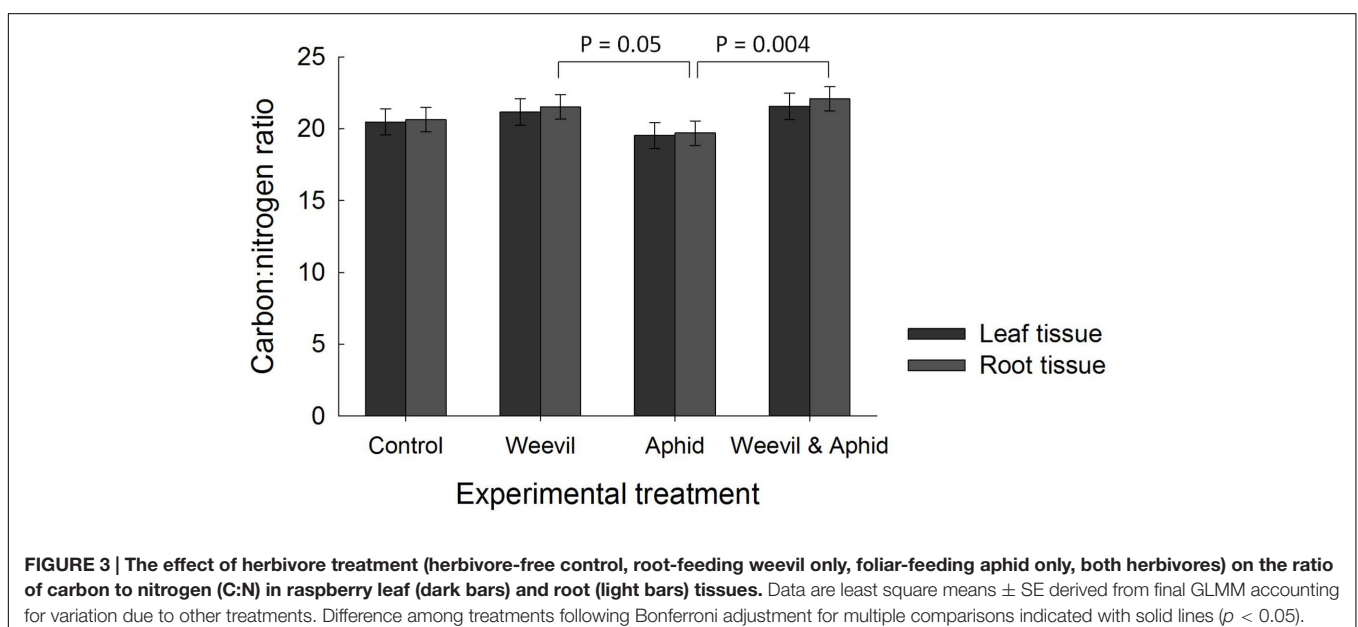 P = 0.05 P = 0.004
25
20
15
10
5
0
Carbon:nitrogen ratio
Leaf tissue
Root tissue
Control Weevil Aphid Weevil & Aphid
Experimental treatment
FIGURE 3 | The effect of herbivore treatment (herbivore-free control, root-feeding weevil only, foliar-feeding aphid only, both herbivores) on the ratio
of carbon to nitrogen (C:N) in raspberry leaf (dark bars) and root (light bars) tissues. Data are least square means ± SE derived from final GLMM accounting
for variation due to other treatments. Difference among treatments following Bonferroni adjustment for multiple comparisons indicated with solid lines (p < 0.05).